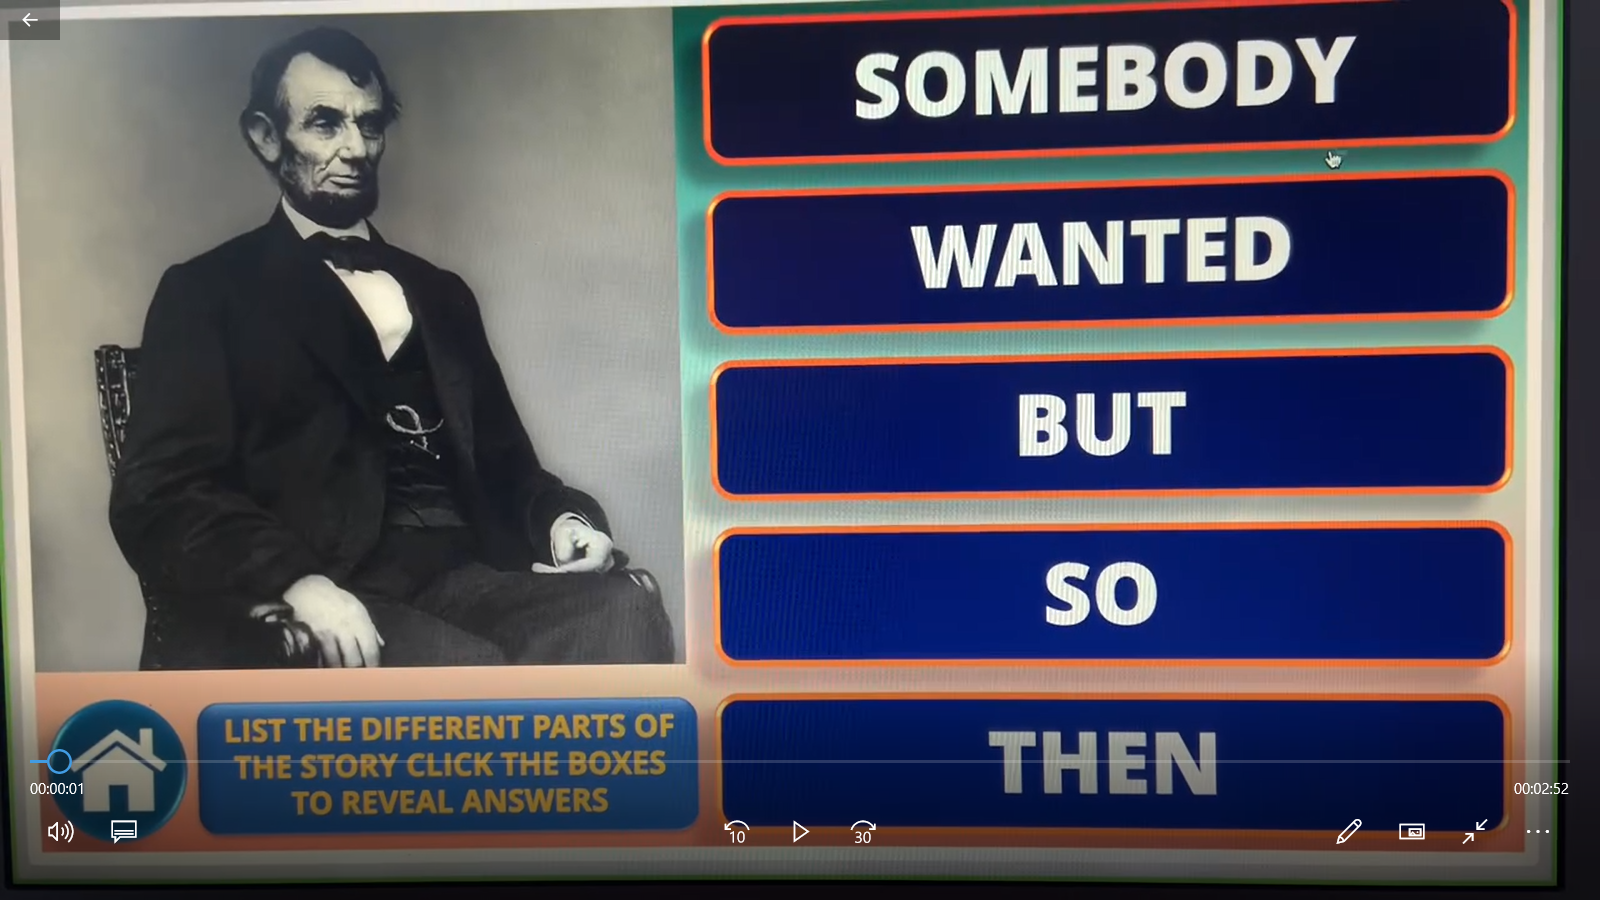 SOMEBODY
WANTED
BUT
SO
THEN
LIST THE DIFFERENT PARTS OF
THE STORY CLICK THE BOXES
TO REVEAL ANSWERS
00:00:01
00:02:52
10
30